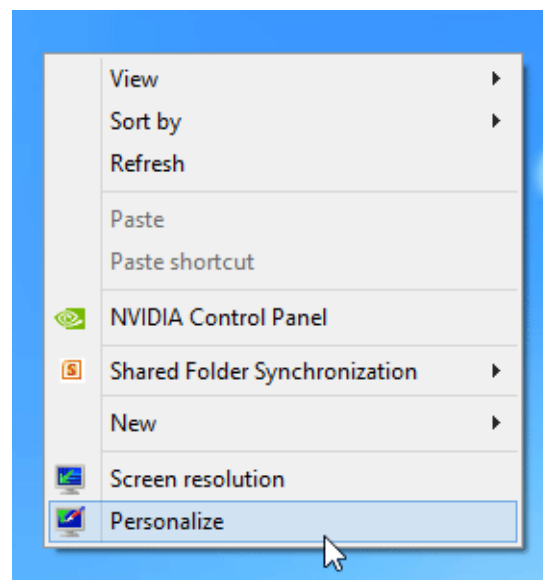 View
Sort by
Refresh
Paste
Paste shortcut
NVIDIA Control Panel
S
Shared Folder Synchronization
New
Screen resolution
Personalize